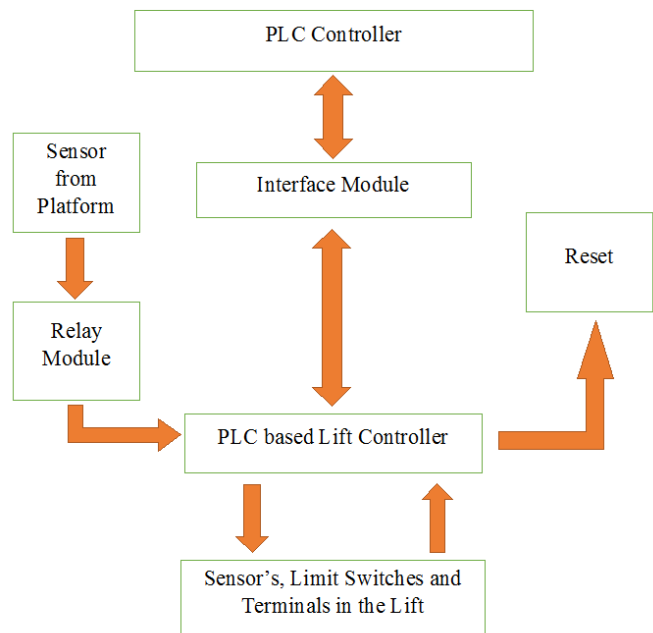 PLC Controller
Sensor
from
Platform
Interface Module
Reset
Relay
Module
PLC based Lift Controller
Sensor’s, Limit Switches and
Terminals in the Lift